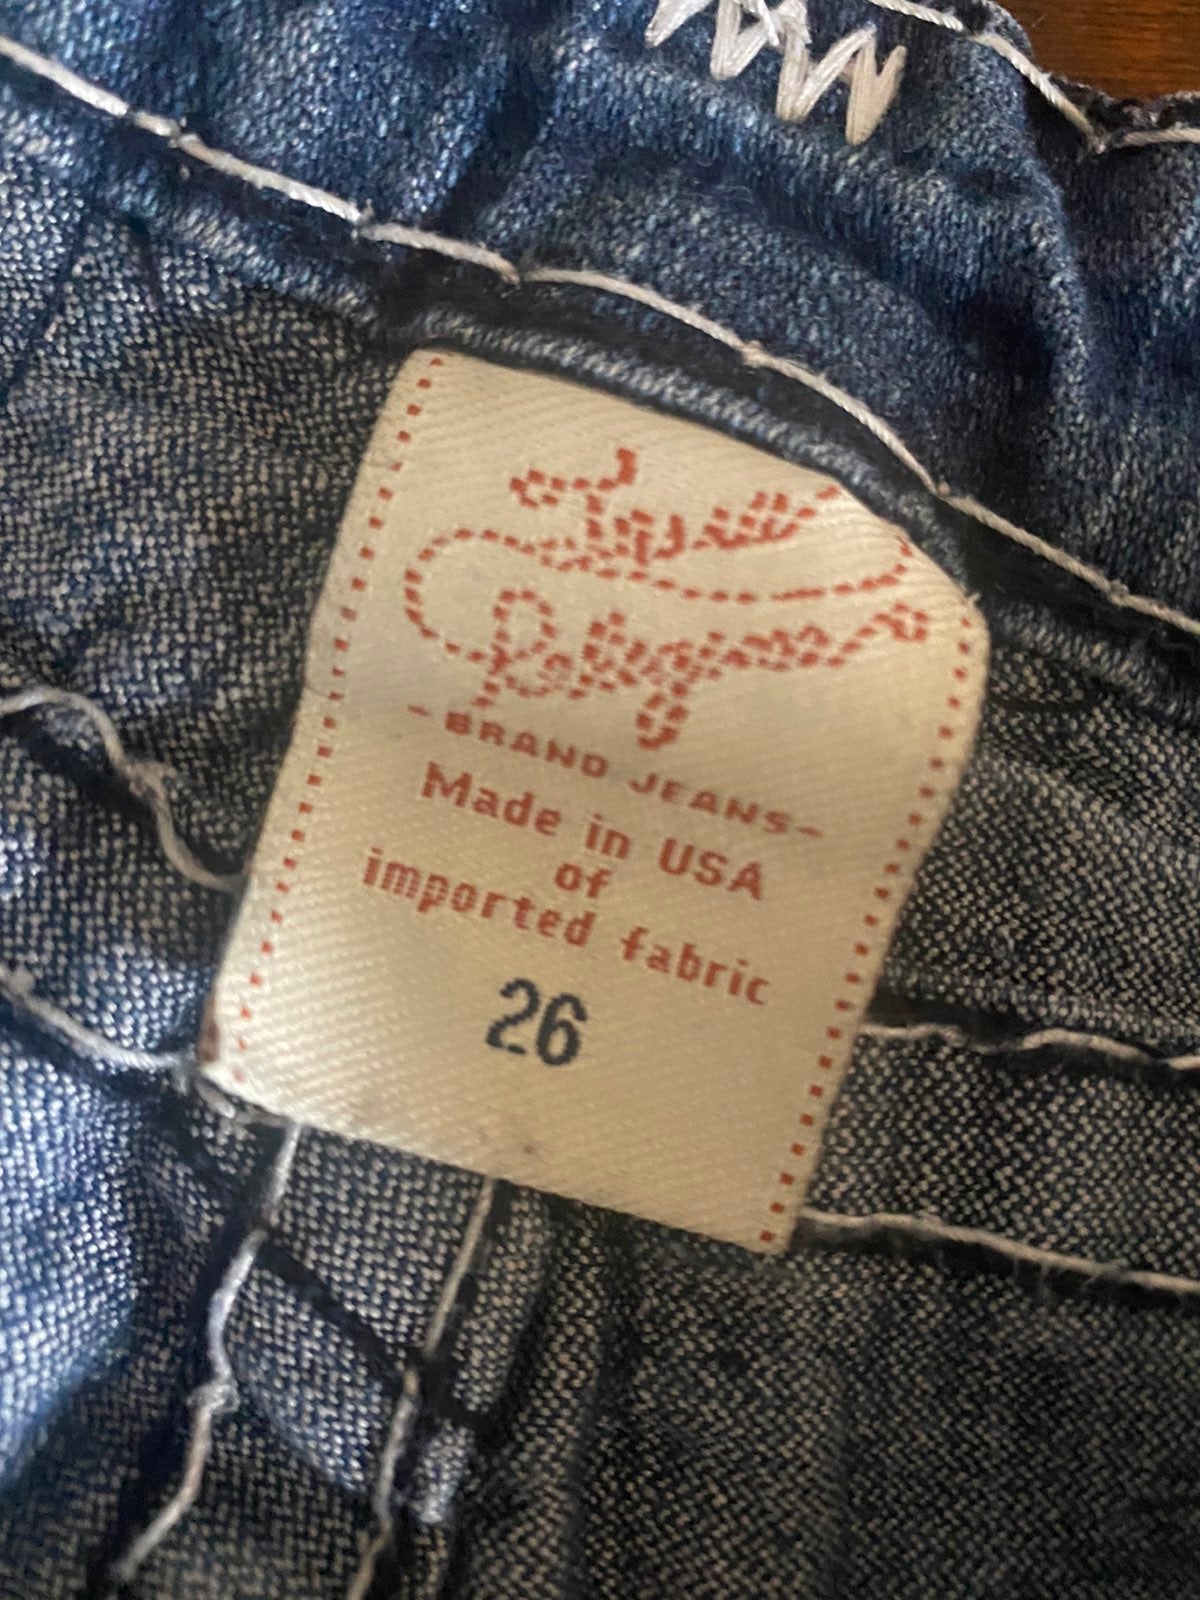 True
Religion
-BRAND JEANS-
Made in USA
of
imported fabric
26